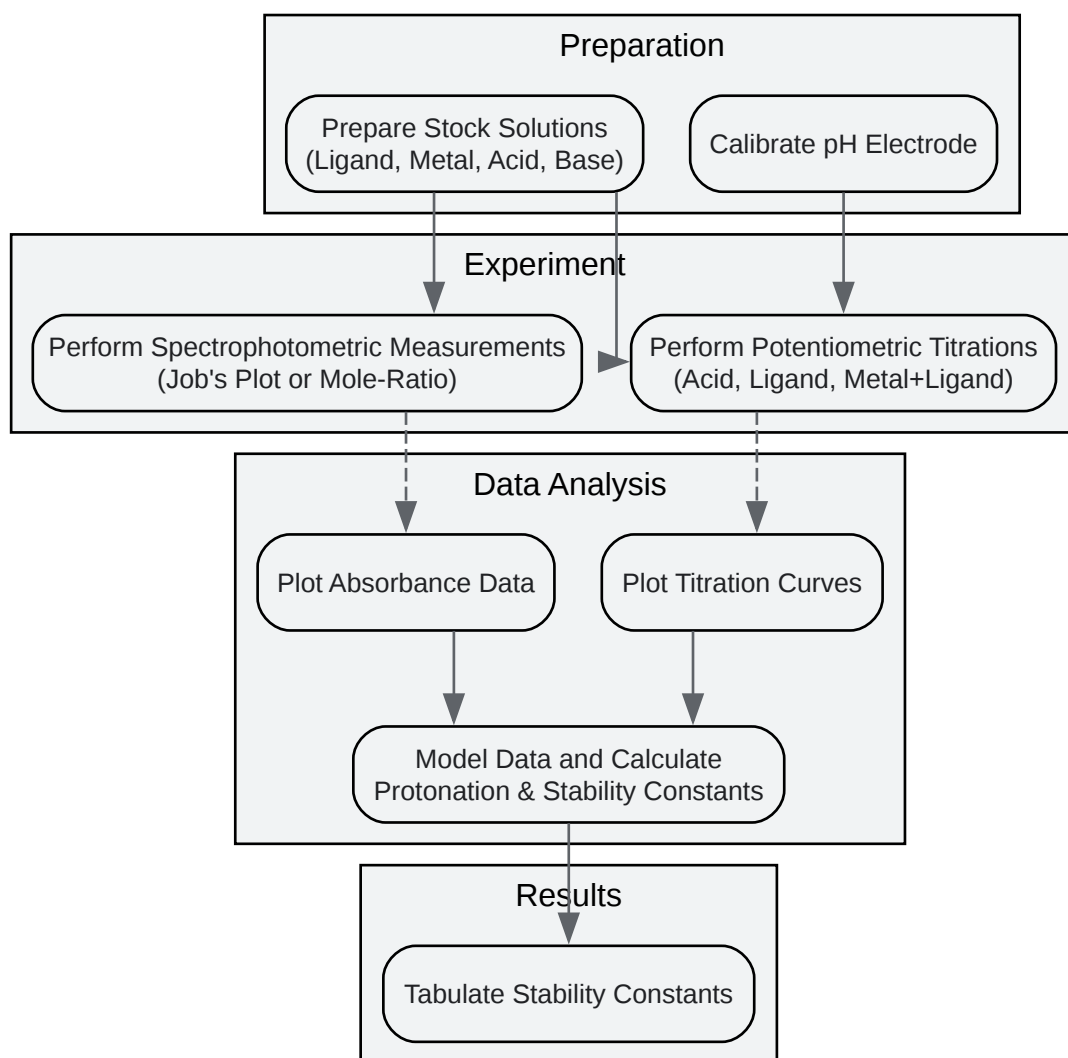 Preparation
Prepare Stock Solutions
(Ligand, Metal, Acid, Base)
Calibrate pH Electrode
Experiment
Perform Spectrophotometric Measurements
(Job's Plot or Mole-Ratio)
Perform Potentiometric Titrations
(Acid, Ligand, Metal+Ligand)
Data Analysis
Plot Absorbance Data
Plot Titration Curves
Model Data and Calculate
Protonation & Stability Constants
Results
Tabulate Stability Constants